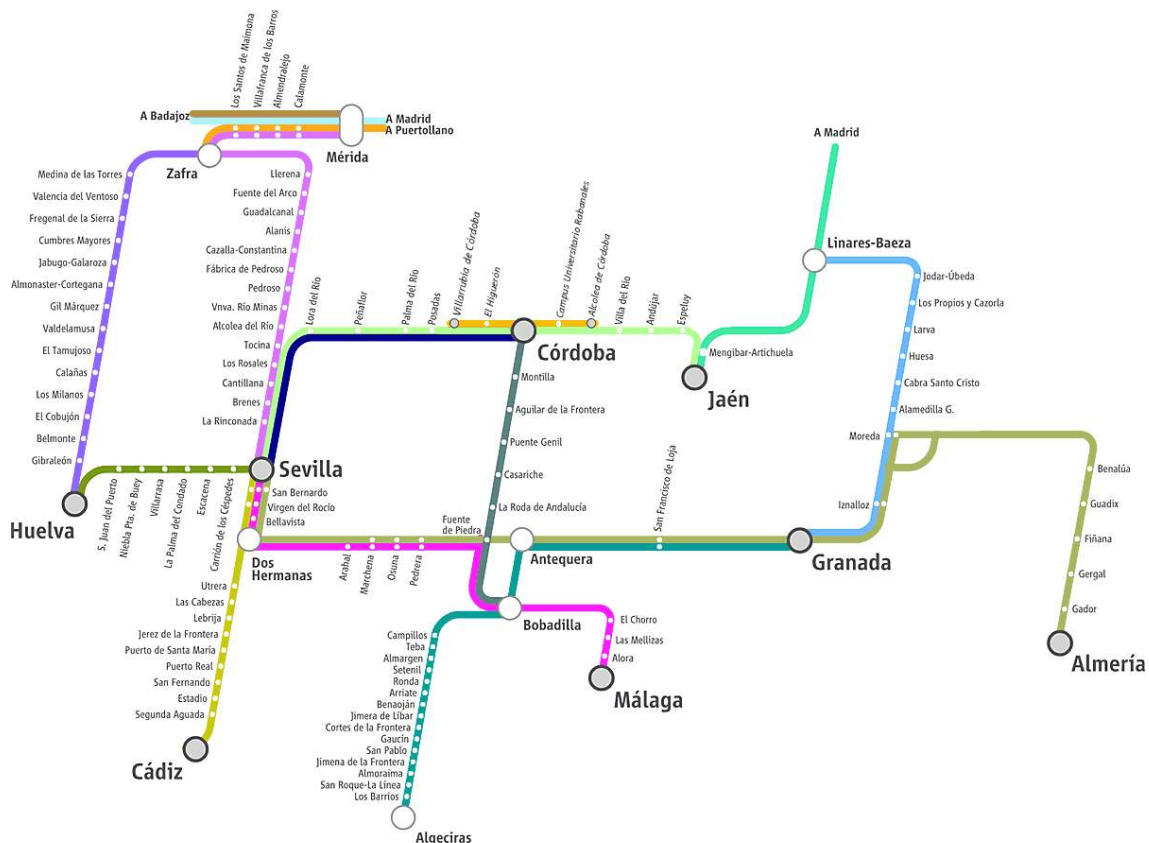 Los Santos de Maimona
Villafranca de los Barros
Almendralejo
Calamonte
A Badajoz
A Madrid
A Puertollano
Mérida
Zafra
A Madrid
Medina de las Torres
Valencia del Ventoso
Fregenal de la Sierra
Cumbres Mayores
Jabugo-Galaroza
Almonaster-Cortegana
Gil Márquez
Valdelamusa
El Tamujoso
Calañas
Los Milanos
El Cobujón
Belmonte
Gibraleón
Huelva
Llerena
Fuente del Arco
Guadalcanal
Alanis
Cazalla-Constantina
Fábrica de Pedroso
Pedroso
Vnva. Río Minas
Alcolea del Río
Tocina
Los Rosales
Cantillana
Brenes
La Rinconada
Sevilla
Lora del Río
Peñaflor
Palma del Río
Posadas
Villarrubia de Córdoba
El Higuerón
Campus Universitario Rabanales
Alcolea de Córdoba
Villa del Río
Andújar
Espeluy
Córdoba
Mengibar-Artichuela
Jaén
Linares-Baeza
Jodar-Úbeda
Los Propios y Cazorla
Larva
Huesa
Cabra Santo Cristo
Alamedilla G.
Moreda
Iznalloz
Granada
Benalúa
Guadix
Fiñana
Gergal
Gador
Almería
Montilla
Aguilar de la Frontera
Puente Genil
Casariche
La Roda de Andalucía
Fuente
de Piedra
San Francisco de Loja
Antequera
Bobadilla
S. Juan del Puerto
Niebla Pta. de Buey
Villarrasa
La Palma del Condado
Escacena
Carrión de los Céspedes
San Bernardo
Virgen del Rocío
Bellavista
Dos
Hermanas
Arahal
Marchena
Osuna
Pedrera
Utrera
Las Cabezas
Lebrija
Jerez de la Frontera
Puerto de Santa María
Puerto Real
San Fernando
Estadio
Segunda Aguada
Cádiz
El Chorro
Las Mellizas
Alora
Málaga
Campillos
Teba
Almargen
Setenil
Ronda
Arriate
Benaoján
Jimera de Líbar
Cortes de la Frontera
Gaucín
San Pablo
Jimena de la Frontera
Almoraima
San Roque-La Línea
Los Barrios
Algeciras